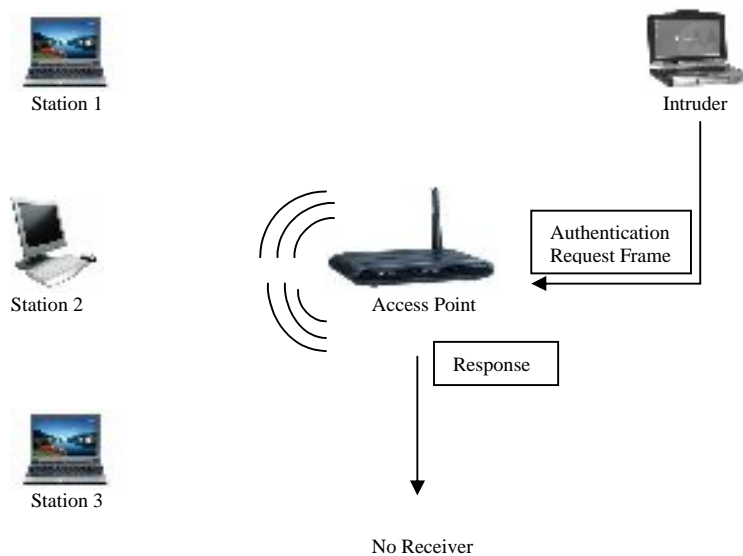 Station 1
Intruder
Authentication
Request Frame
Station 2
Access Point
Response
Station 3
No Receiver